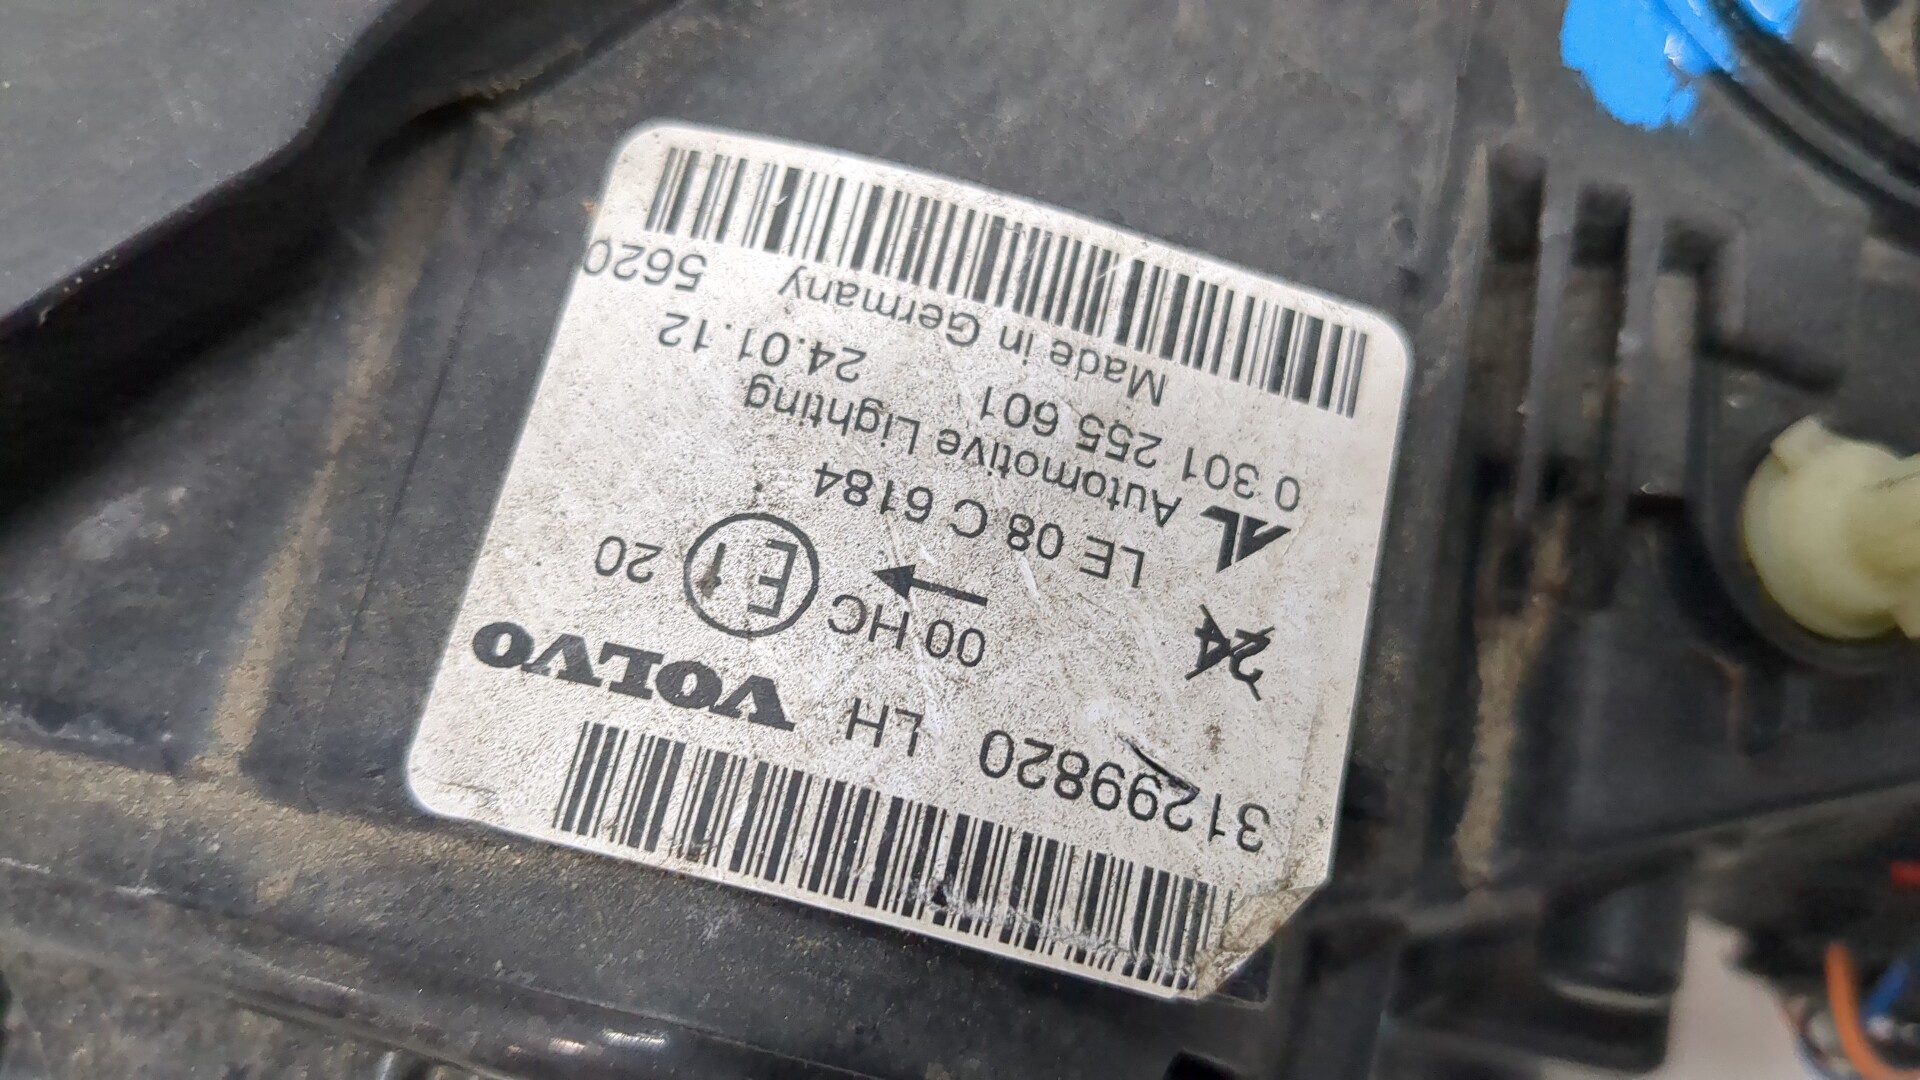 31299820 LH VOLVO
24 00 HC E1 20
LE 08 C 6184
AL Automotive Lighting
0 301 255 601 24.01.12
Made in Germany 5620